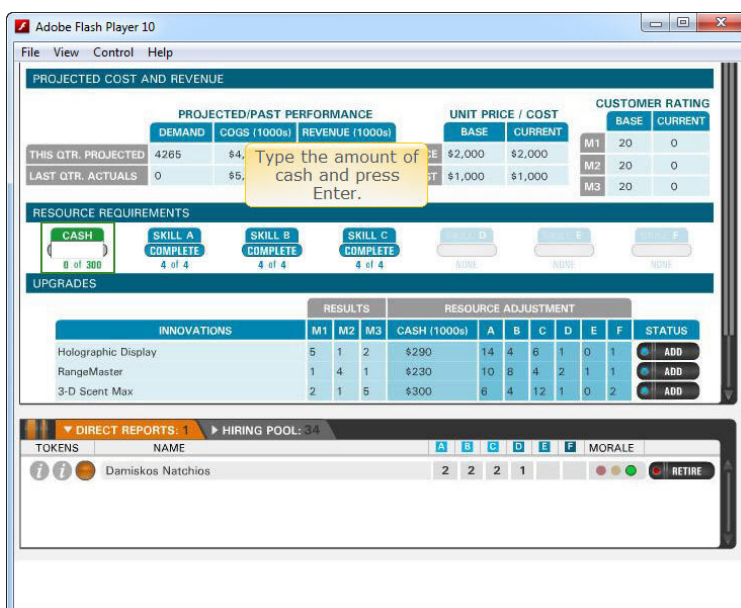 Adobe Flash Player 10
File View Control Help
PROJECTED COST AND REVENUE
PROJECTED/PAST PERFORMANCE UNIT PRICE / COST CUSTOMER RATING
DEMAND COGS (1000s) REVENUE (1000s) BASE CURRENT BASE CURRENT
THIS QTR. PROJECTED 4265 $4, CE $2,000 $2,000 M1 20 0
LAST QTR. ACTUALS 0 $5, ST $1,000 $1,000 M2 20 0
M3 20 0
Type the amount of
cash and press
Enter.
RESOURCE REQUIREMENTS
CASH SKILL A SKILL B SKILL C SKILL D SKILL E SKILL F
COMPLETE COMPLETE COMPLETE
0 of 300 4 of 4 4 of 4 4 of 4 NONE NONE NONE
UPGRADES
RESULTS RESOURCE ADJUSTMENT
INNOVATIONS M1 M2 M3 CASH (1000s) A B C D E F STATUS
Holographic Display 5 1 2 $290 14 4 6 1 0 1 ADD
RangeMaster 1 4 1 $230 10 8 4 2 1 1 ADD
3-D Scent Max 2 1 5 $300 6 4 12 1 0 2 ADD
DIRECT REPORTS: 1 HIRING POOL: 34
TOKENS NAME A B C D E F MORALE
Damiskos Natchios 2 2 2 1 RETIRE